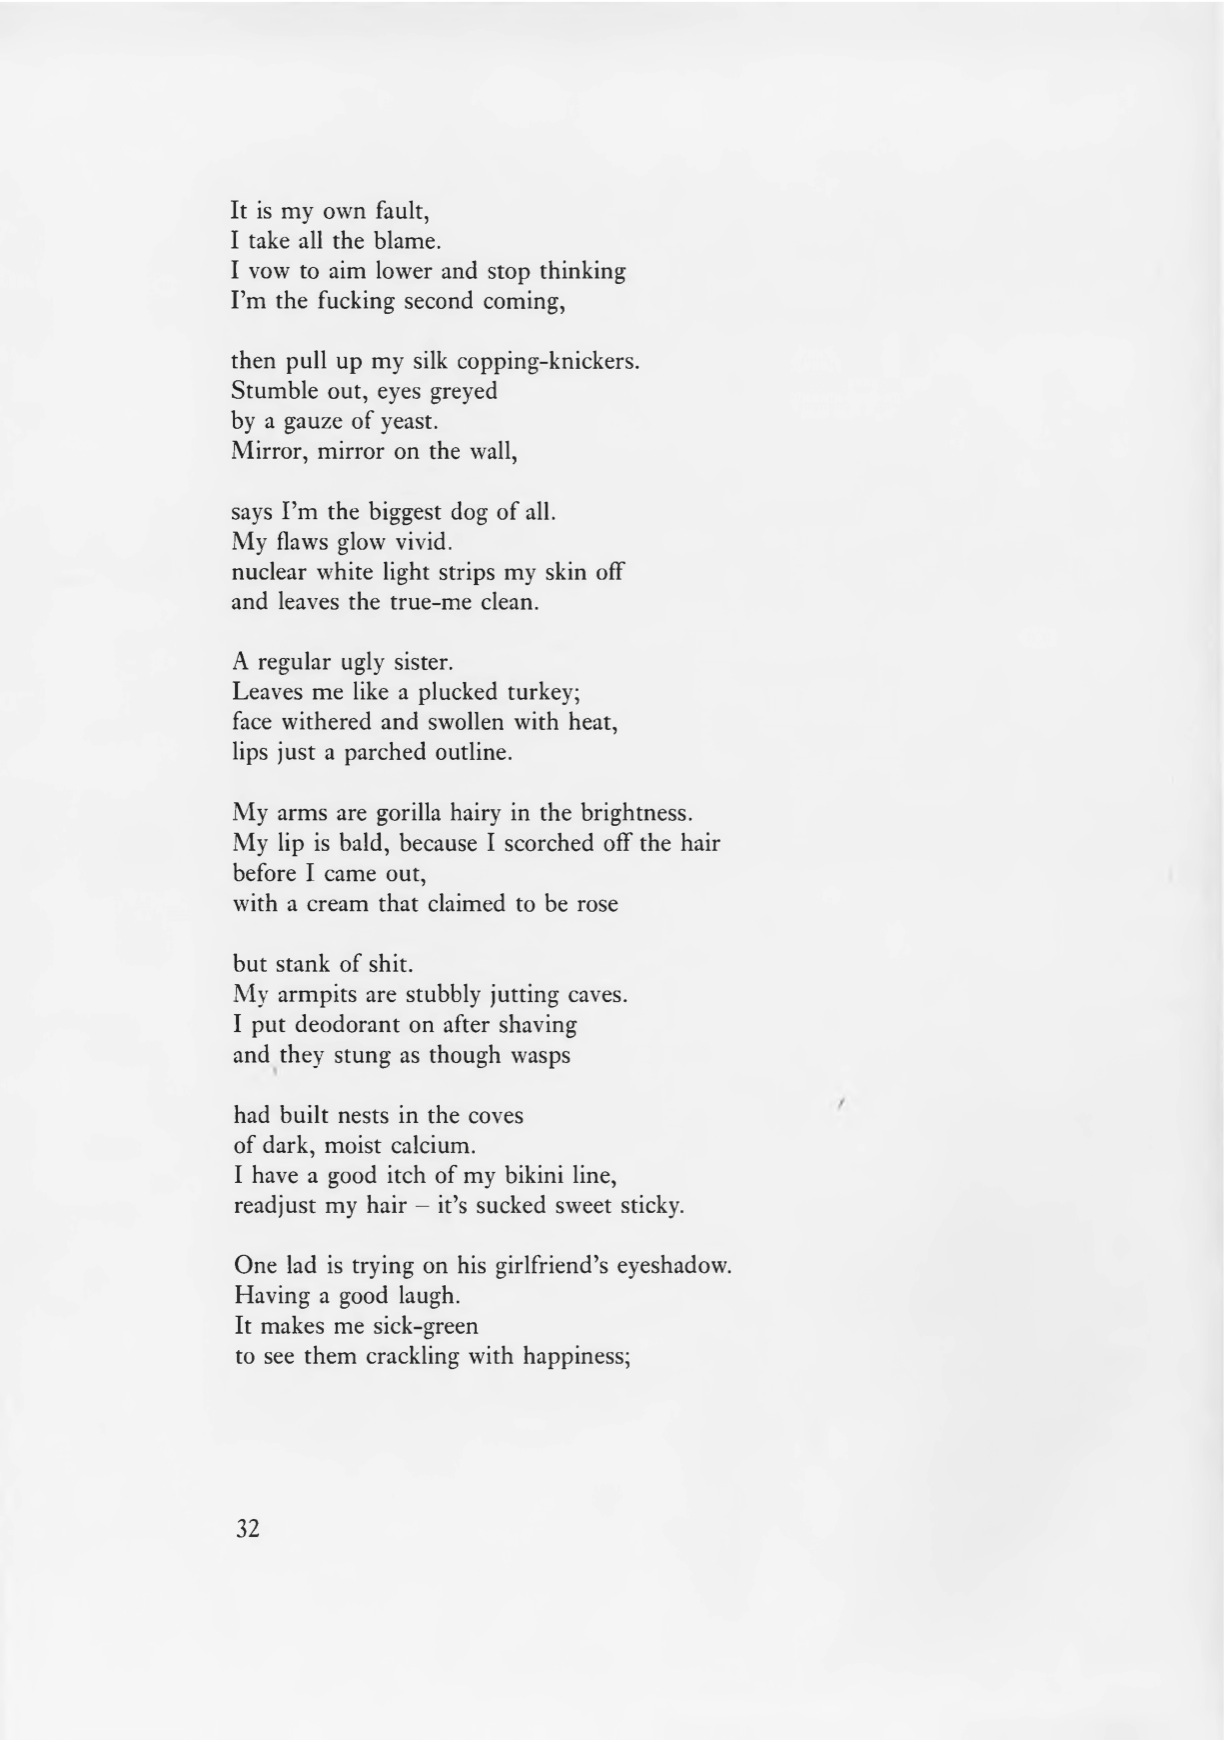 It is my own fault,
I take all the blame.
I vow to aim lower and stop thinking
I'm the fucking second coming,

then pull up my silk copping-knickers.
Stumble out, eyes greyed
by a gauze of yeast.
Mirror, mirror on the wall,

says I'm the biggest dog of all.
My flaws glow vivid.
nuclear white light strips my skin off
and leaves the true-me clean.

A regular ugly sister.
Leaves me like a plucked turkey;
face withered and swollen with heat,
lips just a parched outline.

My arms are gorilla hairy in the brightness.
My lip is bald, because I scorched off the hair
before I came out,
with a cream that claimed to be rose

but stank of shit.
My armpits are stubbly jutting caves.
I put deodorant on after shaving
and they stung as though wasps

had built nests in the coves
of dark, moist calcium.
I have a good itch of my bikini line,
readjust my hair – it's sucked sweet sticky.

One lad is trying on his girlfriend's eyeshadow.
Having a good laugh.
It makes me sick-green
to see them crackling with happiness;

32